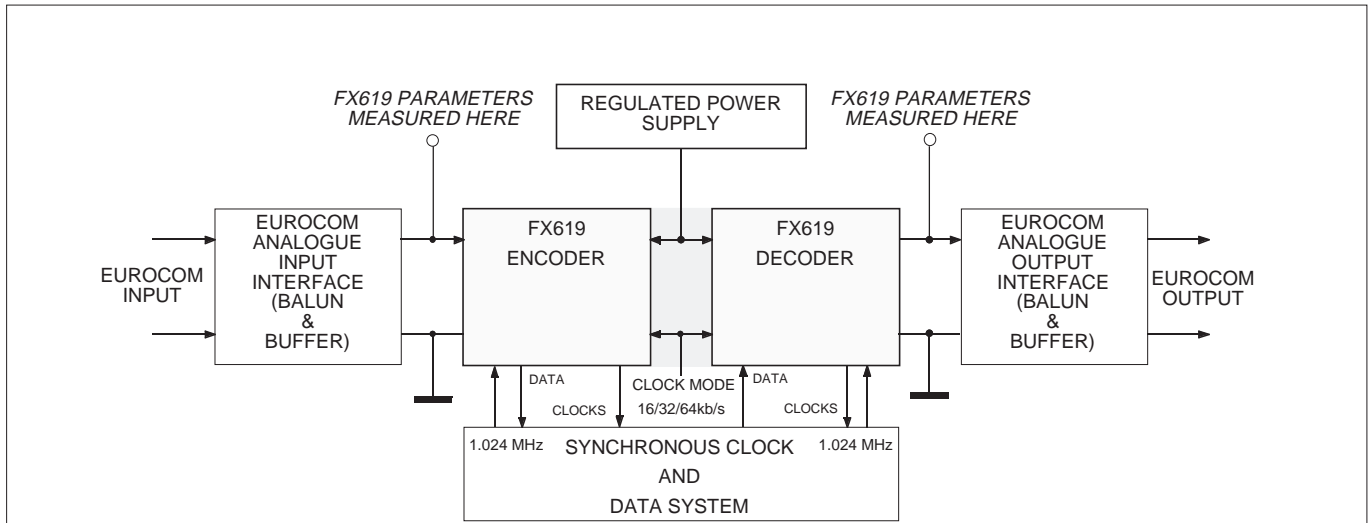 FX619 PARAMETERS
MEASURED HERE
REGULATED POWER
SUPPLY
FX619 PARAMETERS
MEASURED HERE
EUROCOM
INPUT
EUROCOM
ANALOGUE
INPUT
INTERFACE
(BALUN
&
BUFFER)
FX619
ENCODER
FX619
DECODER
EUROCOM
ANALOGUE
OUTPUT
INTERFACE
(BALUN
&
BUFFER)
EUROCOM
OUTPUT
DATA
CLOCKS
CLOCK MODE
16/32/64kb/s
DATA
CLOCKS
1.024 MHz
SYNCHRONOUS CLOCK
AND
DATA SYSTEM
1.024 MHz